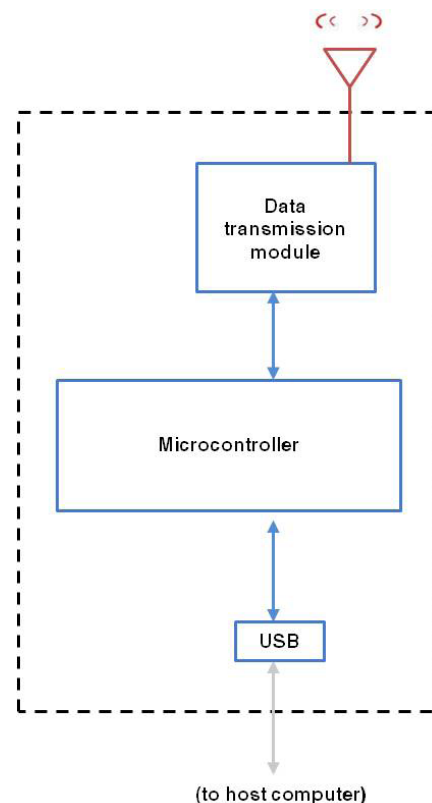 Data
transmission
module
Microcontroller
USB
(to host computer)